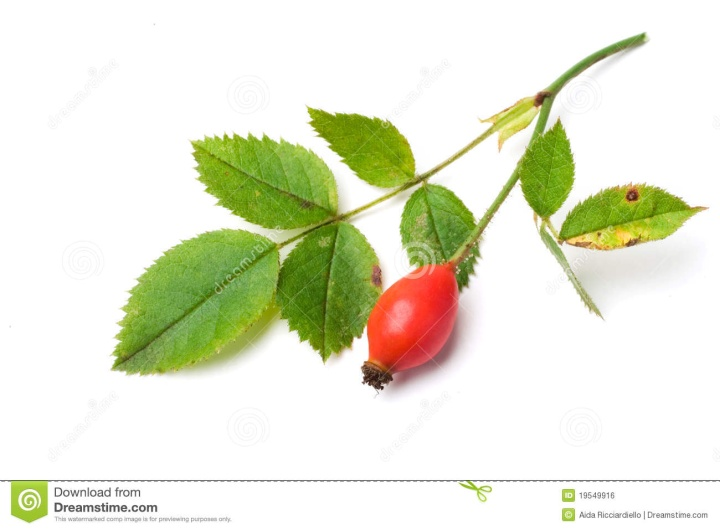 dreamstime
Download from
Dreamstime.com
This watermarked comp image is for previewing purposes only.
ID 19549916
© Aida Ricciardiello | Dreamstime.com